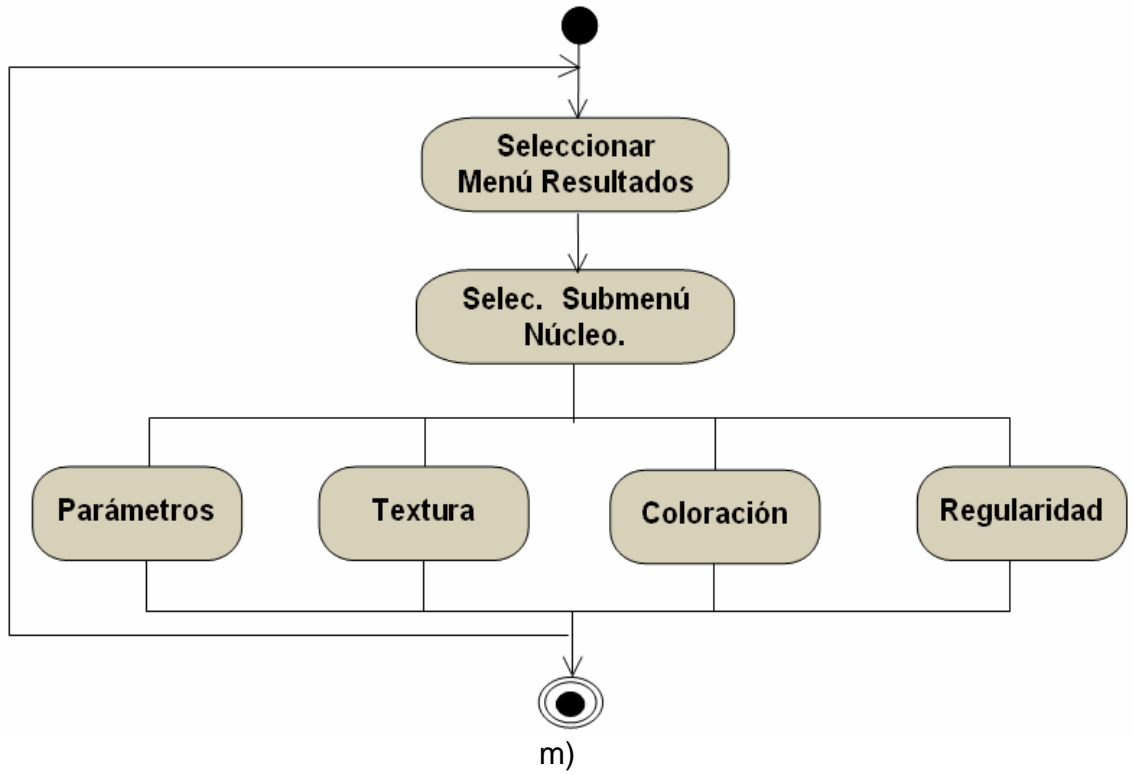 Seleccionar
Menú Resultados
Selec. Submenú
Núcleo.
Parámetros
Textura
Coloración
Regularidad
m)